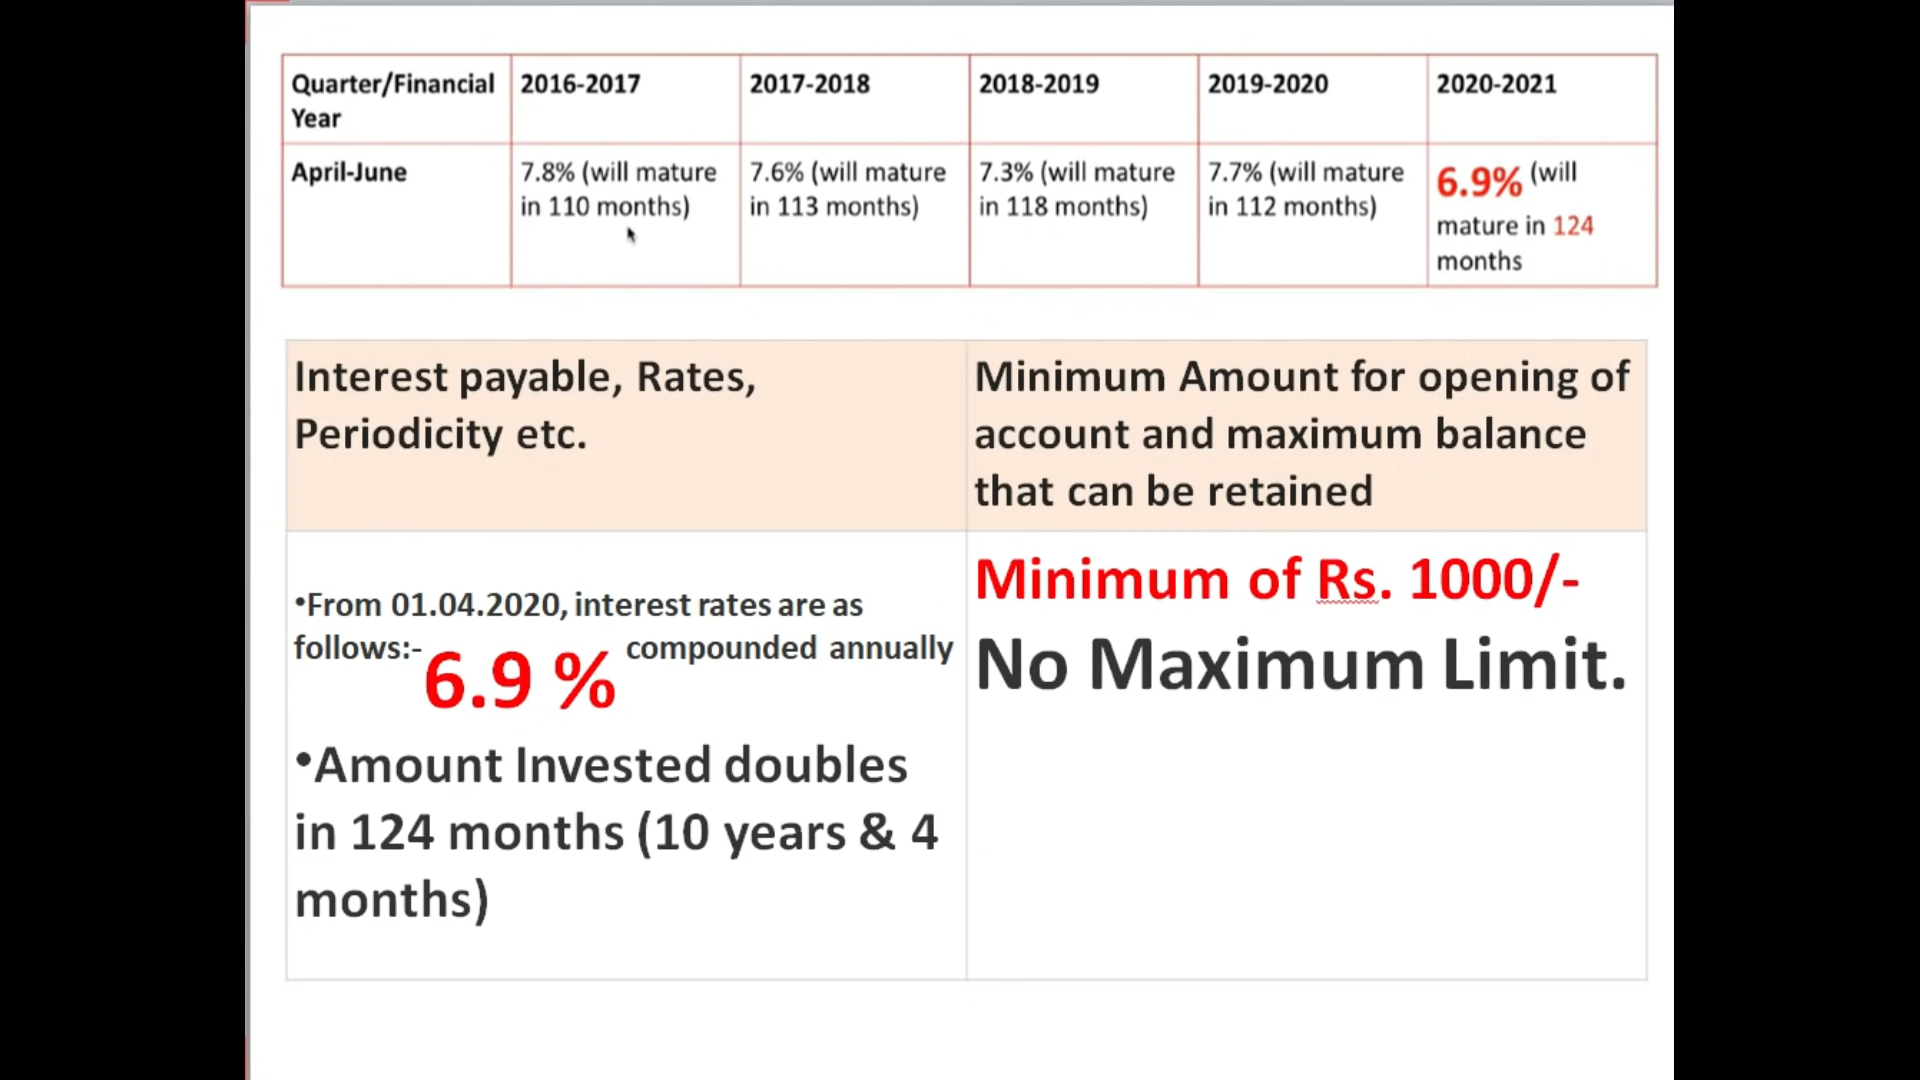 Quarter/Financial Year
2016-2017
2017-2018
2018-2019
2019-2020
2020-2021
April-June
7.8% (will mature
in 110 months)
7.6% (will mature
in 113 months)
7.3% (will mature
in 118 months)
7.7% (will mature
in 112 months)
6.9% (will
mature in 124
months
Interest payable, Rates,
Periodicity etc.
Minimum Amount for opening of
account and maximum balance
that can be retained
•From 01.04.2020, interest rates are as
follows:- 6.9 % compounded annually
•Amount Invested doubles
in 124 months (10 years & 4
months)
Minimum of Rs. 1000/-
No Maximum Limit.